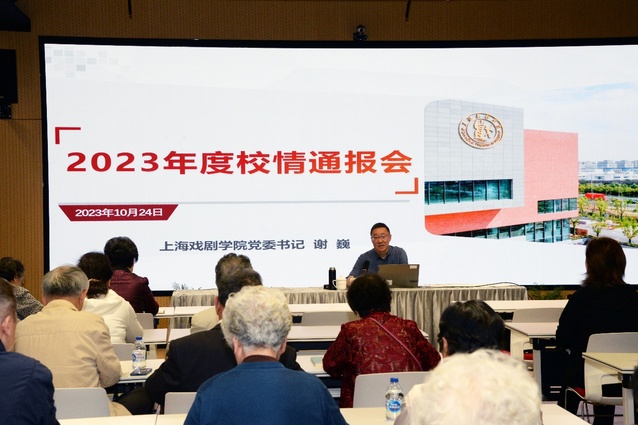 2023年度校情通报会
2023年10月24日
上海戏剧学院党委书记 谢 巍